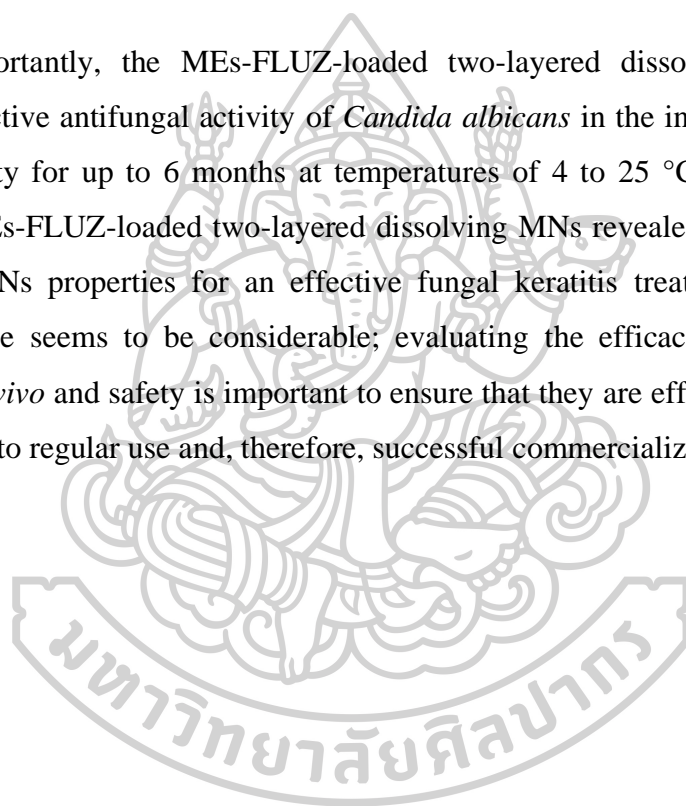 ortantly, the MEs-FLUZ-loaded two-layered disso
ctive antifungal activity of Candida albicans in the in
ty for up to 6 months at temperatures of 4 to 25 °C
Es-FLUZ-loaded two-layered dissolving MNs reveale
Ns properties for an effective fungal keratitis treat
e seems to be considerable; evaluating the efficac
vivo and safety is important to ensure that they are eff
to regular use and, therefore, successful commercializ
มหาวิทยาลัยศิลปากร